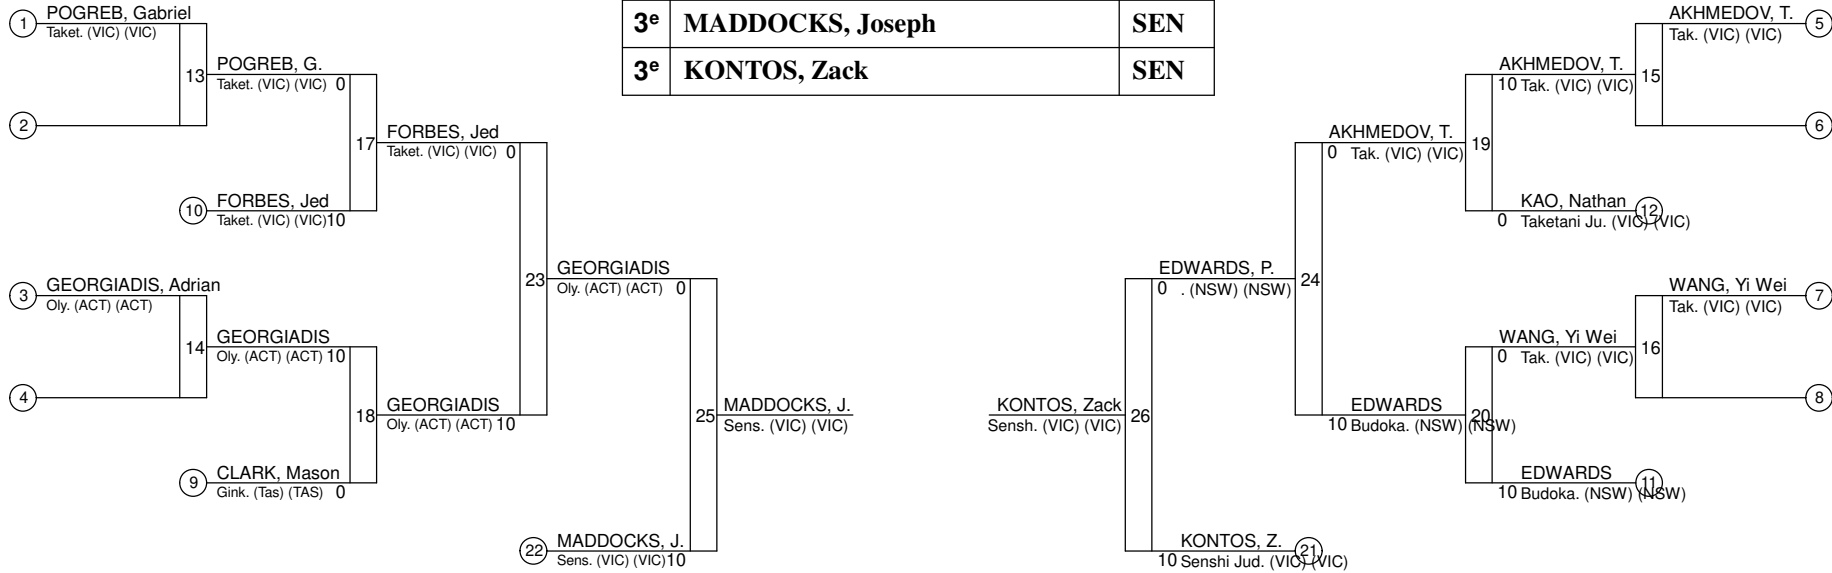 3e MADDOCKS, Joseph SEN
3e KONTOS, Zack SEN
1 POGREB, Gabriel
Taket. (VIC) (VIC)
13
POGREB, G.
Taket. (VIC) (VIC) 0
2
17
FORBES, Jed
Taket. (VIC) (VIC) 0
10 FORBES, Jed
Taket. (VIC) (VIC) 10
3 GEORGIADIS, Adrian
Oly. (ACT) (ACT)
14
GEORGIADIS
Oly. (ACT) (ACT) 10
4
18
GEORGIADIS
Oly. (ACT) (ACT) 10
9 CLARK, Mason
Gink. (Tas) (TAS) 0
23
GEORGIADIS
Oly. (ACT) (ACT) 0
25
MADDOCKS, J.
Sens. (VIC) (VIC)
22 MADDOCKS, J.
Sens. (VIC) (VIC) 10
AKHMEDOV, T. 5
Tak. (VIC) (VIC)
15
AKHMEDOV, T.
10 Tak. (VIC) (VIC)
6
19
AKHMEDOV, T.
0 Tak. (VIC) (VIC)
KAO, Nathan 12
0 Taketani Ju. (VIC) (VIC)
WANG, Yi Wei 7
Tak. (VIC) (VIC)
16
WANG, Yi Wei
0 Tak. (VIC) (VIC)
8
20
EDWARDS
10 Budoka. (NSW) (NSW)
EDWARDS 11
10 Budoka. (NSW) (NSW)
24
EDWARDS, P.
0 . (NSW) (NSW)
26
KONTOS, Zack
Sensh. (VIC) (VIC)
KONTOS, Z. 21
10 Senshi Jud. (VIC) (VIC)